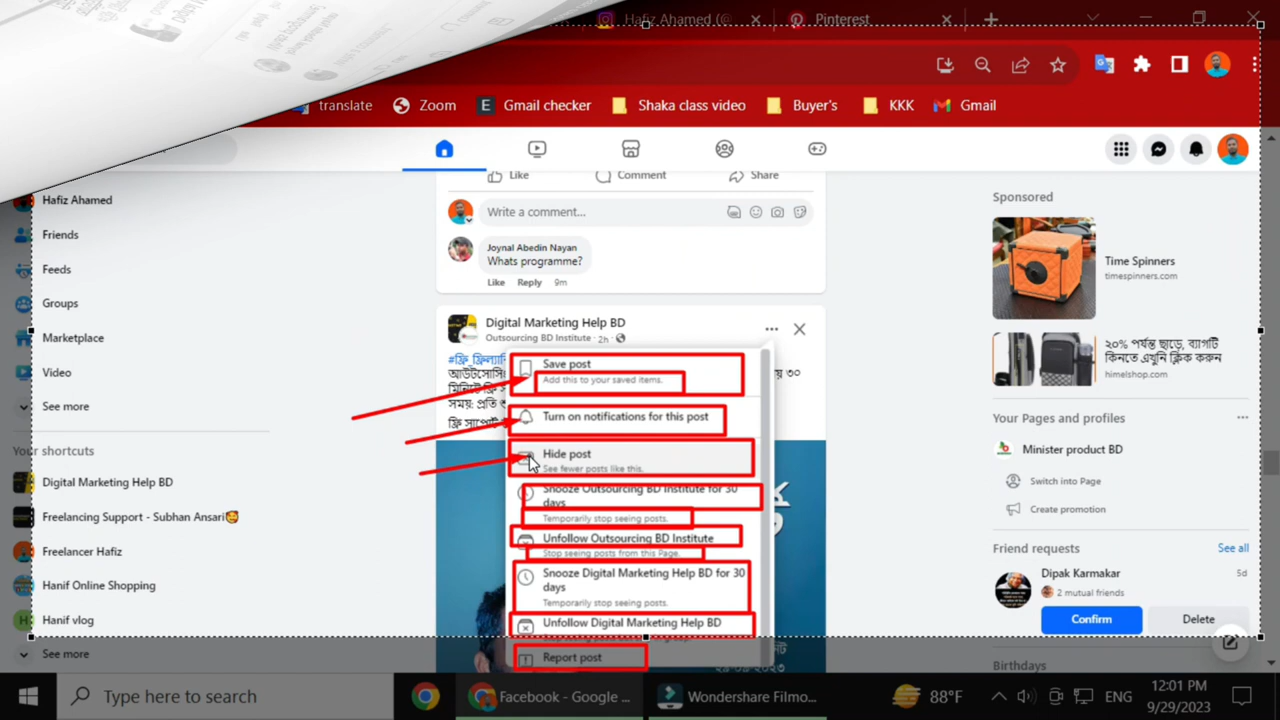 Hafiz Ahamed (@
Pinterest
translate
Zoom
Gmail checker
Shaka class video
Buyer's
KKK
Gmail
Like
Comment
Share
Hafiz Ahamed
Friends
Feeds
Groups
Marketplace
Video
See more
Your shortcuts
Digital Marketing Help BD
Freelancing Support - Subhan Ansari🥰
Freelancer Hafiz
Hanif Online Shopping
Hanif vlog
See more
Write a comment...
Joynal Abedin Nayan
Whats programme?
Like Reply 9m
Digital Marketing Help BD
Outsourcing BD Institute · 2h ·
Save post
Add this to your saved items.
Turn on notifications for this post
Hide post
See fewer posts like this.
Snooze Outsourcing BD Institute for 30
days
Temporarily stop seeing posts.
Unfollow Outsourcing BD Institute
Stop seeing posts from this Page.
Snooze Digital Marketing Help BD for 30
days
Temporarily stop seeing posts.
Unfollow Digital Marketing Help BD
Report post
Sponsored
Time Spinners
timespinners.com
২০% পর্যন্ত ছাড়ে, ব্যাগটি
কিনতে এখুনি ক্লিক করুন
himelshop.com
Your Pages and profiles
Minister product BD
Switch into Page
Create promotion
Friend requests
See all
Dipak Karmakar
5d
2 mutual friends
Confirm
Delete
Birthdays
Type here to search
Facebook - Google ...
Wondershare Filmo...
88°F
ENG
12:01 PM
9/29/2023